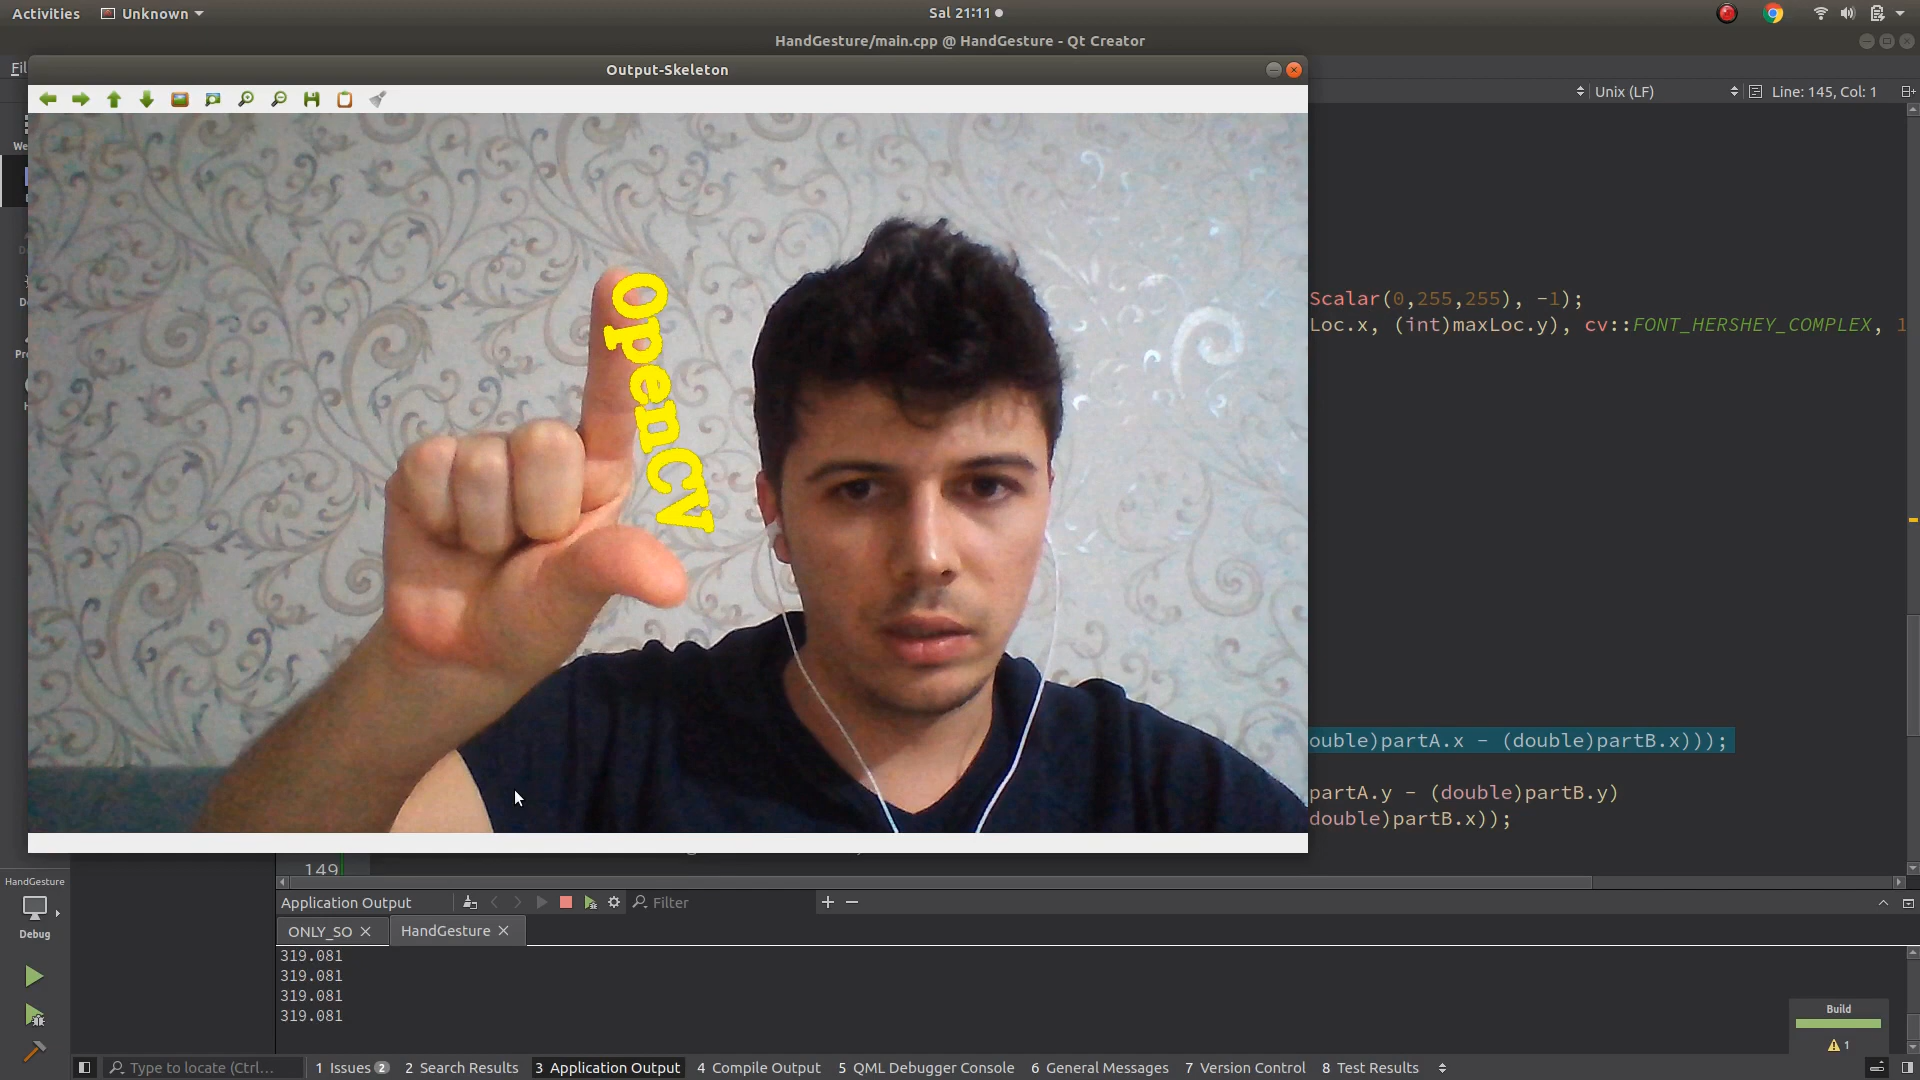 Activities Unknown Sal 21:11
HandGesture/main.cpp @ HandGesture - Qt Creator
Fil
Output-Skeleton
Unix (LF) Line: 145, Col: 1
We
Scalar(0,255,255), -1);
Loc.x, (int)maxLoc.y), cv::FONT_HERSHEY_COMPLEX, 1
Pro
OpenCV
ouble)partA.x - (double)partB.x)));
partA.y - (double)partB.y)
double)partB.x));
149
HandGesture
Debug
Application Output Filter
ONLY_SO HandGesture
319.081
319.081
319.081
319.081
Build
1
Type to locate (Ctrl... 1 Issues 2 2 Search Results 3 Application Output 4 Compile Output 5 QML Debugger Console 6 General Messages 7 Version Control 8 Test Results